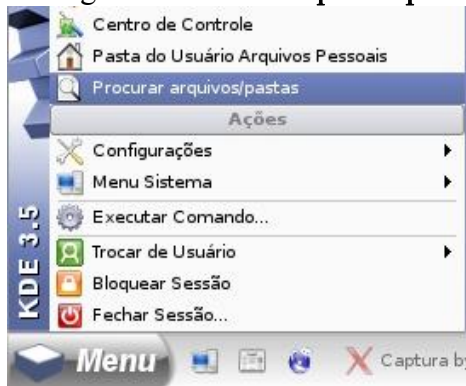 Centro de Controle
Pasta do Usuário Arquivos Pessoais
Procurar arquivos/pastas
Ações
Configurações
Menu Sistema
Executar Comando...
Trocar de Usuário
Bloquear Sessão
Fechar Sessão...
KDE 3.5
Menu
Captura by